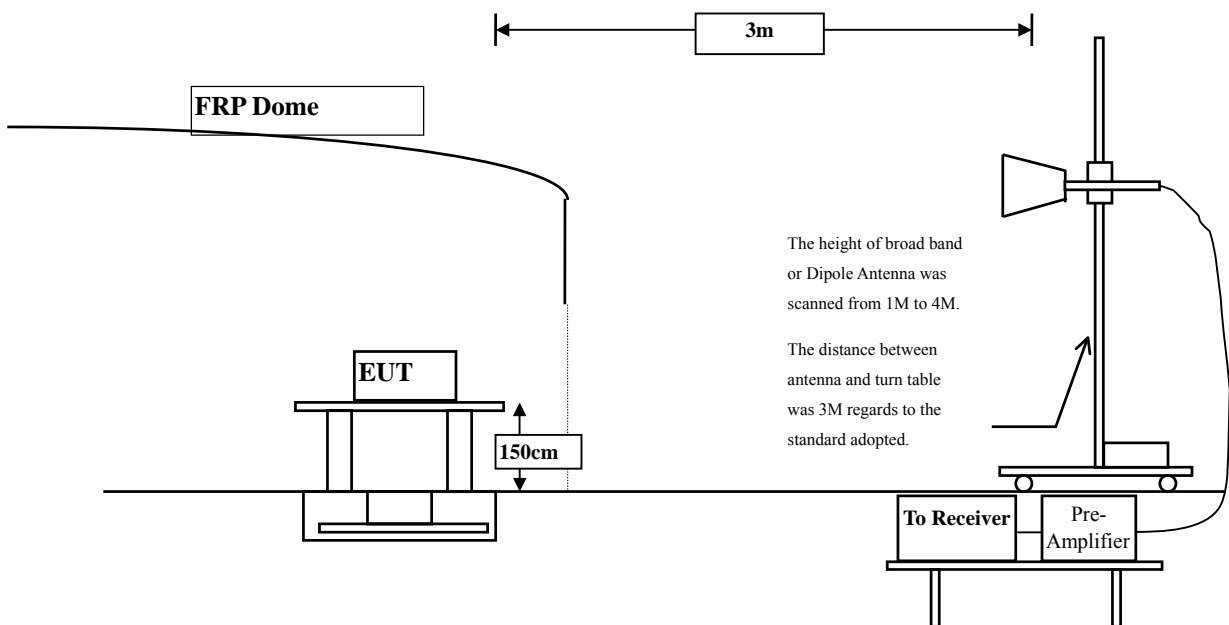 3m
FRP Dome
The height of broad band
or Dipole Antenna was
scanned from 1M to 4M.
The distance between
antenna and turn table
was 3M regards to the
standard adopted.
EUT
150cm
To Receiver
Pre-
Amplifier